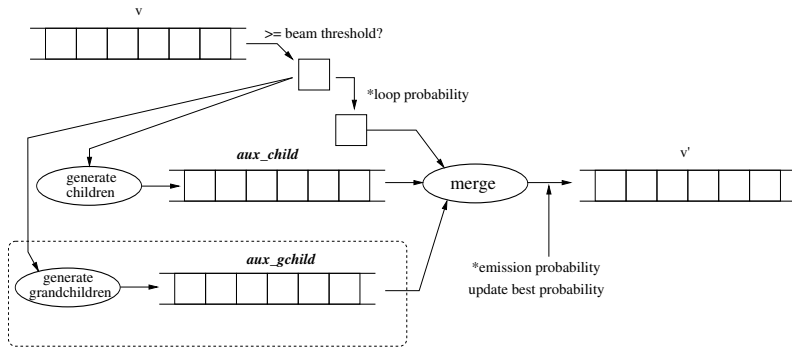 v
>= beam threshold?
*loop probability
v'
aux_child
generate
children
merge
aux_gchild
generate
grandchildren
*emission probability
update best probability